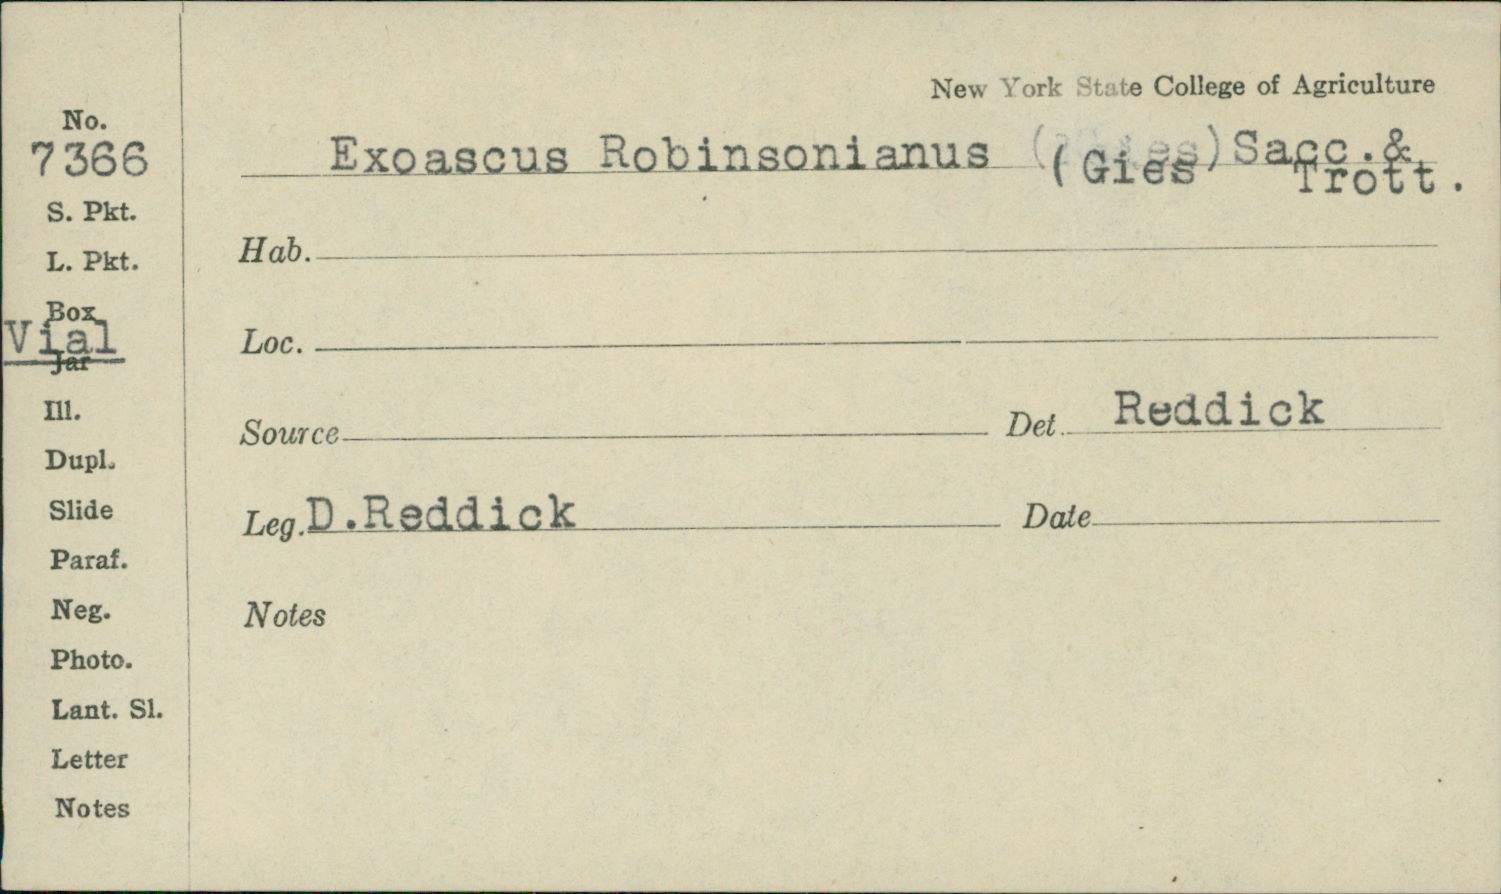 New York State College of Agriculture
No.
7366
Exoascus Robinsonianus ( es) Sacc.&
(Gies Trott.
S. Pkt.
L. Pkt.
Box
Vial
Jar
Ill.
Dupl.
Slide
Paraf.
Neg.
Photo.
Lant. Sl.
Letter
Notes
Hab.
Loc.
Source
Det. Reddick
Leg. D.Reddick
Date
Notes